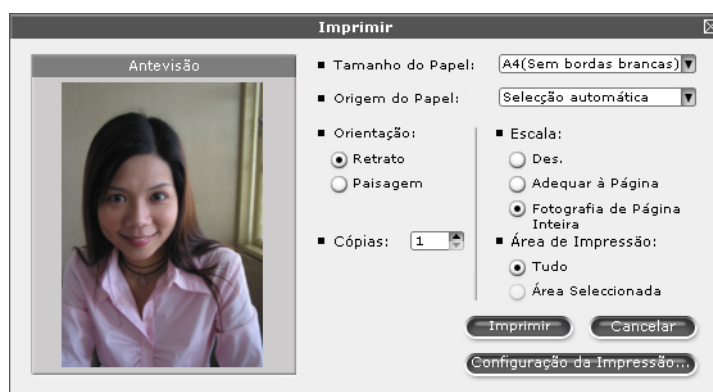 Imprimir
Antevisão
Tamanho do Papel:
A4(Sem bordas brancas)
Origem do Papel:
Selecção automática
Orientação:
Retrato
Paisagem
Escala:
Des.
Adequar à Página
Fotografia de Página
Inteira
Cópias:
1
Área de Impressão:
Tudo
Área Seleccionada
Imprimir
Cancelar
Configuração da Impressão...